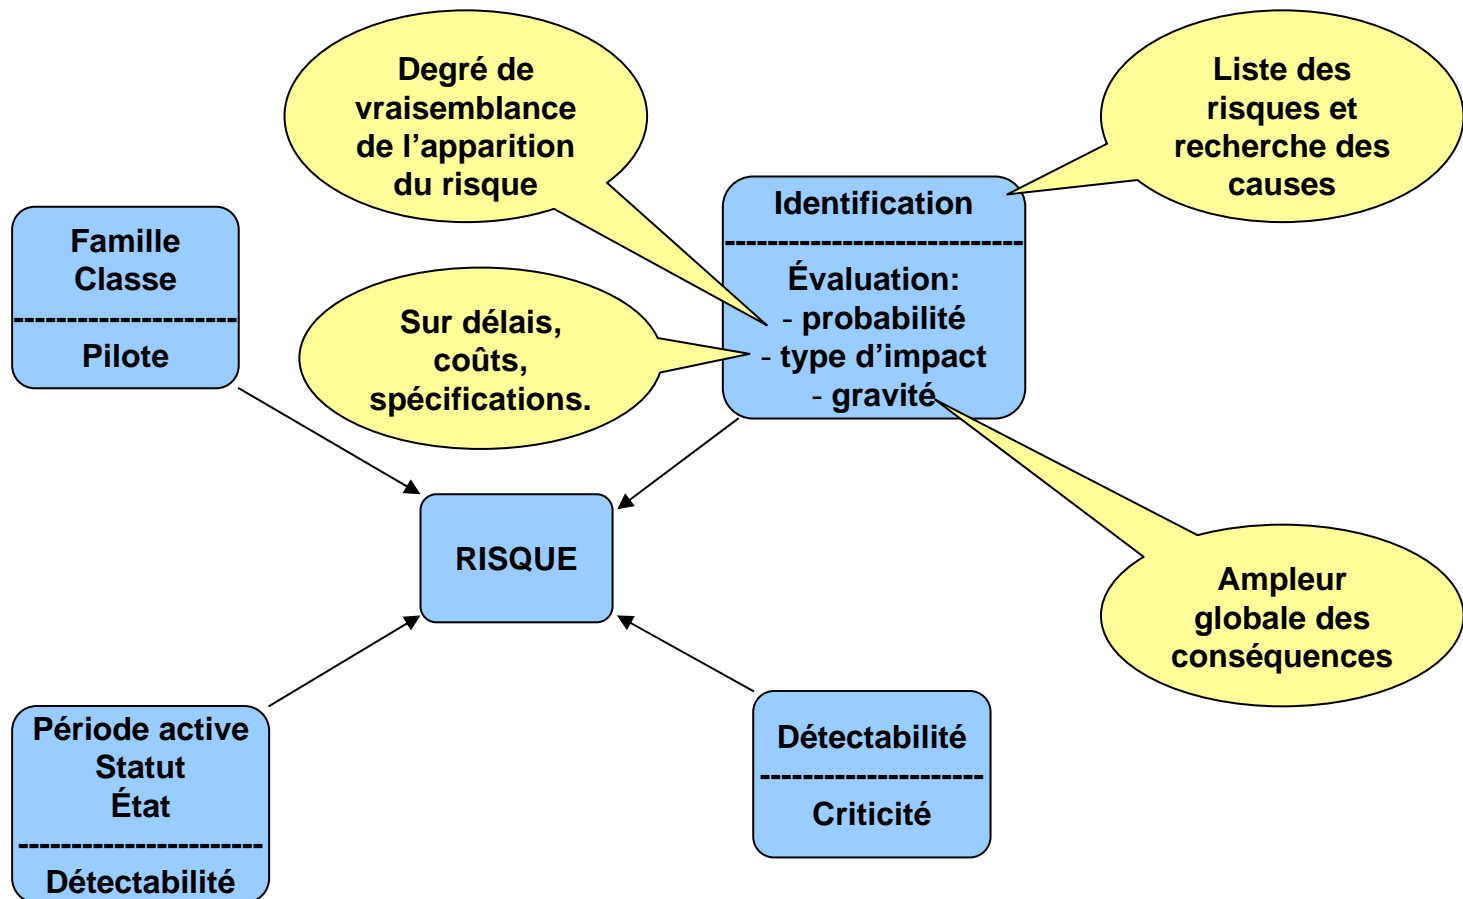 Degré de
vraisemblance
de l’apparition
du risque
Liste des
risques et
recherche des
causes
Famille
Classe
---------------------
Pilote
Identification
----------------------------
Évaluation:
- probabilité
- type d’impact
- gravité
Sur délais,
coûts,
spécifications.
RISQUE
Ampleur
globale des
conséquences
Période active
Statut
État
-----------------------
Détectabilité
Détectabilité
---------------------
Criticité